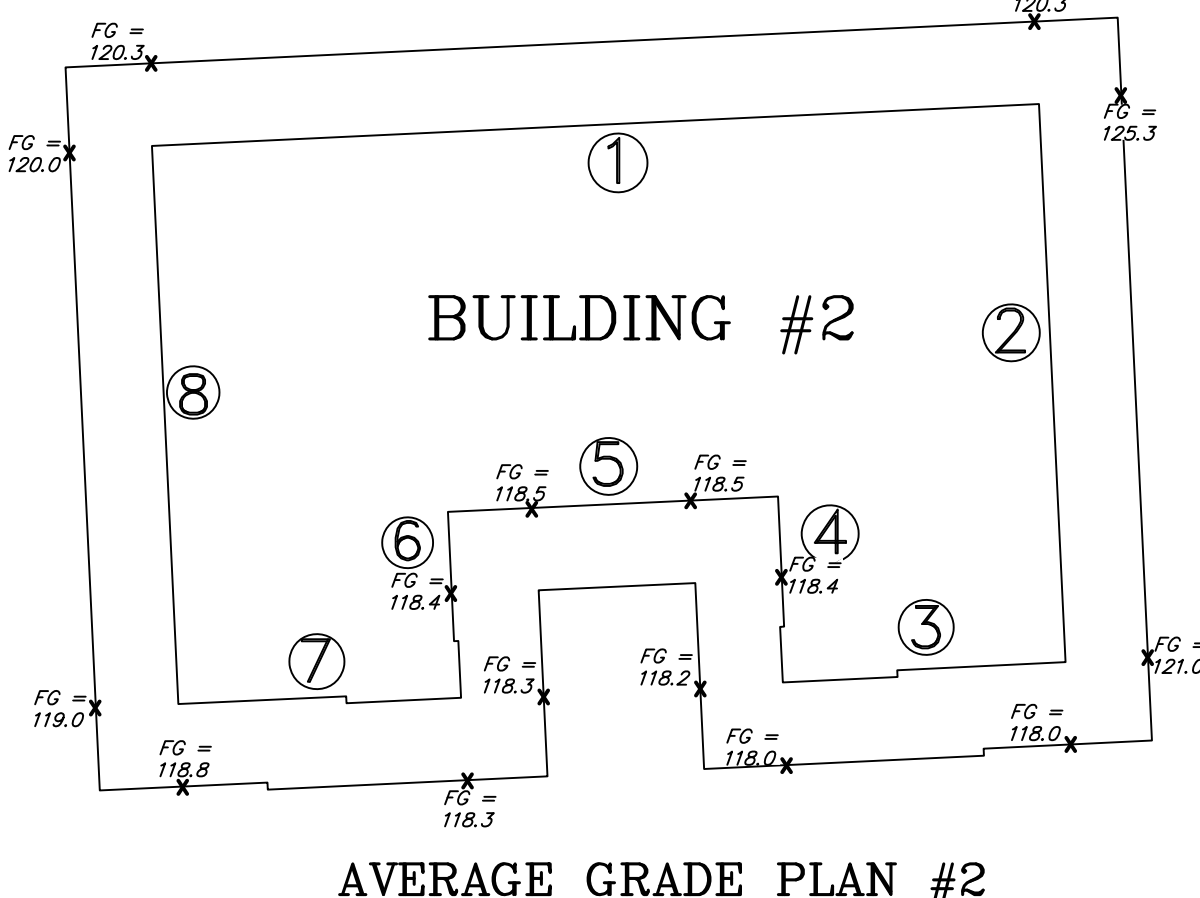 120.3
FG =
120.3
FG =
125.3
FG =
120.0
1
BUILDING #2
2
8
5
FG =
118.5
FG =
118.5
6
4
FG =
118.4
FG =
118.4
3
7
FG =
118.3
FG =
118.2
FG =
121.0
FG =
119.0
FG =
118.8
FG =
118.0
FG =
118.0
FG =
118.3
AVERAGE GRADE PLAN #2